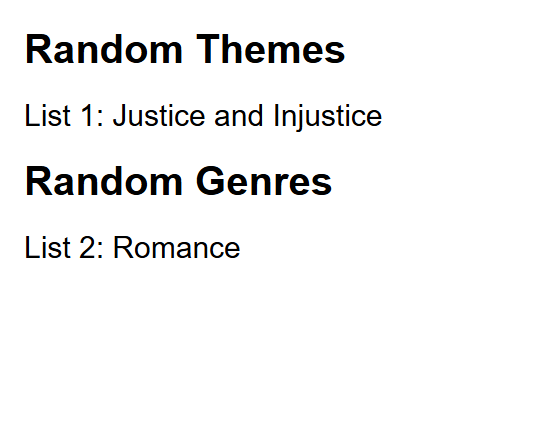 Random Themes
List 1: Justice and Injustice
Random Genres
List 2: Romance